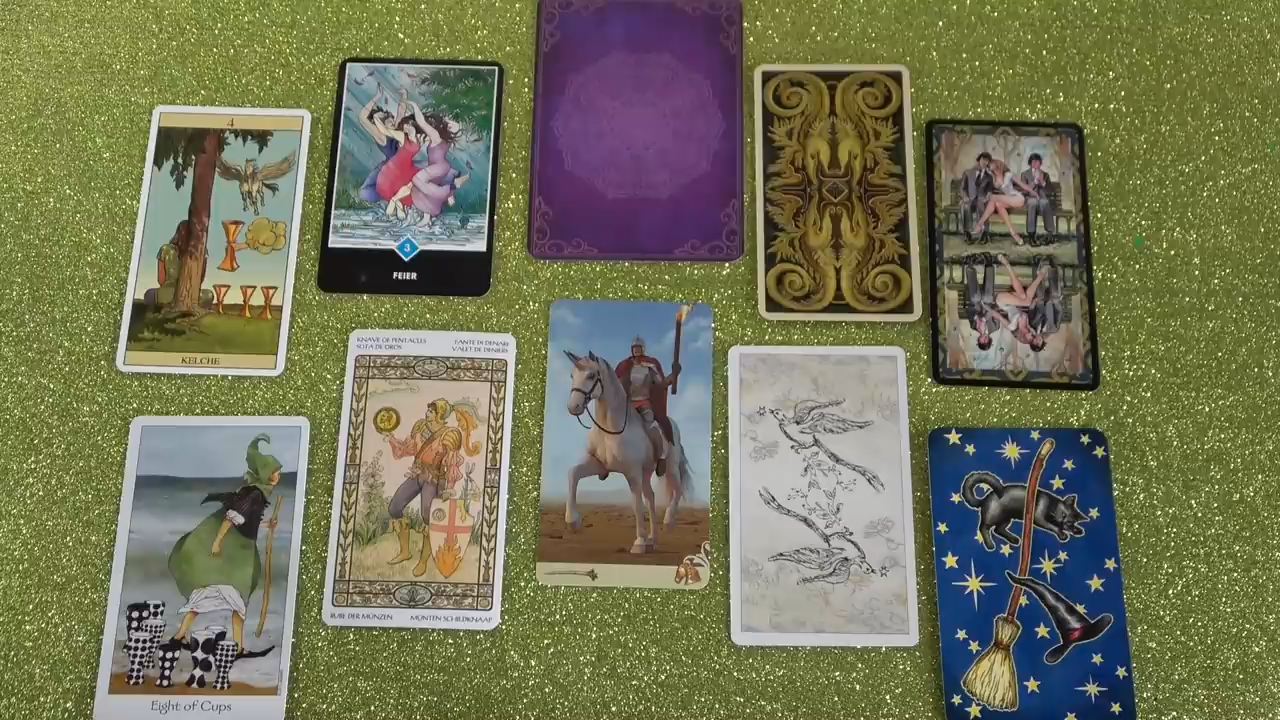 4
KELCHE
3
FEIER
KNAVE OF PENTACLES
SOTA DE OROS
FANTE DI DENARI
VALET DE DENIERS
BUBE DER MÜNZEN
MUNTEN SCHILDKNAAP
Eight of Cups